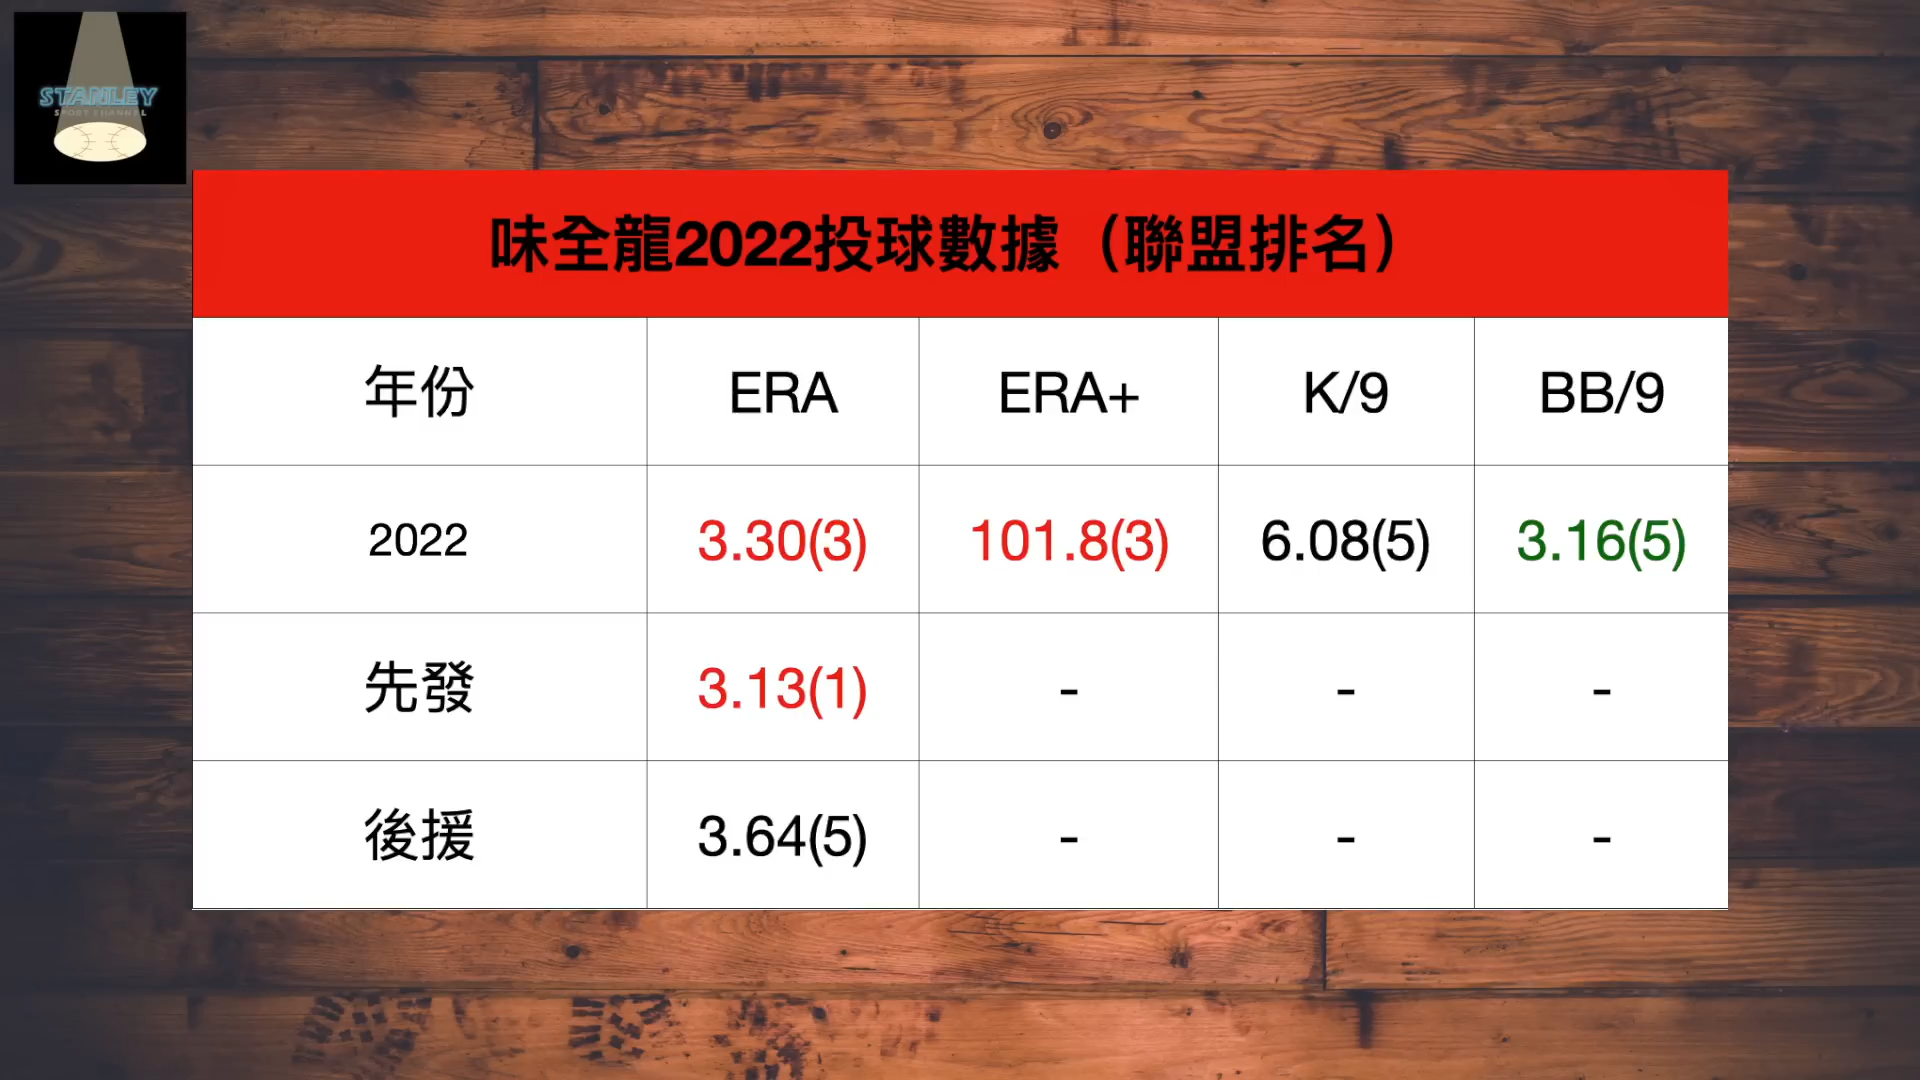 STANLEY
SPORT CHANNEL
味全龍2022投球數據（聯盟排名）
年份 ERA ERA+ K/9 BB/9
2022 3.30(3) 101.8(3) 6.08(5) 3.16(5)
先發 3.13(1) - - -
後援 3.64(5) - - -